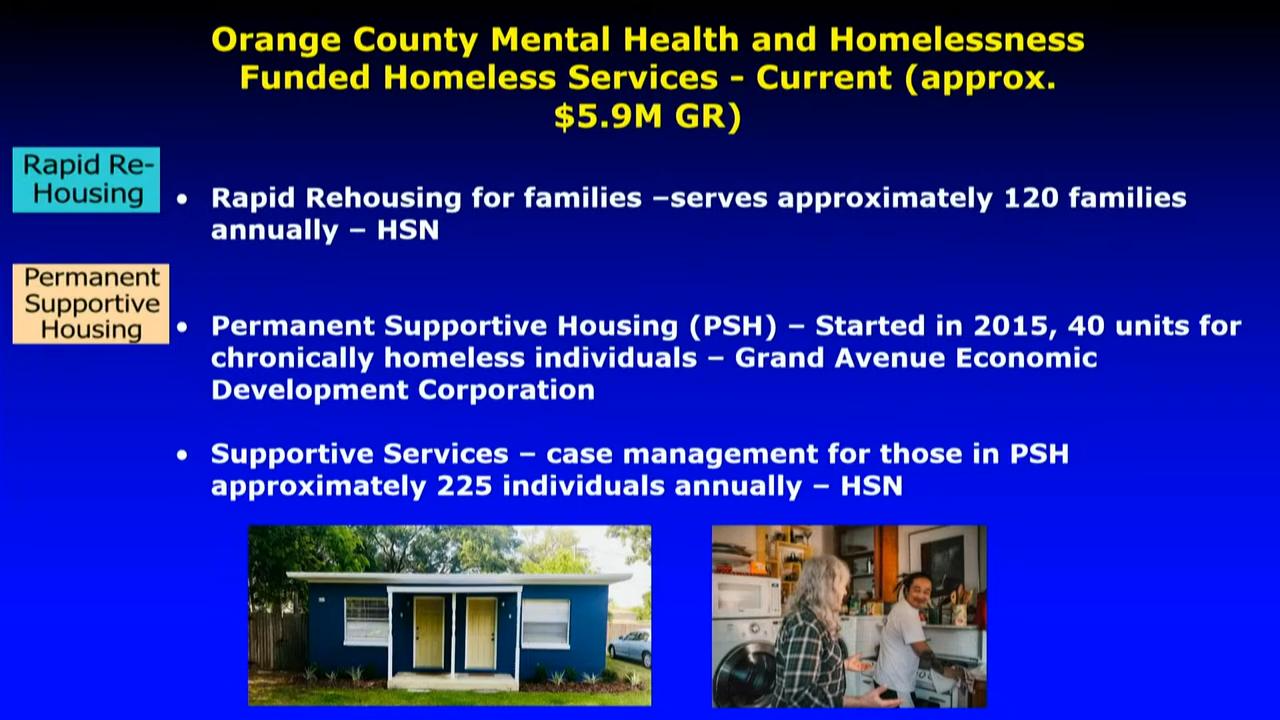 Orange County Mental Health and Homelessness
Funded Homeless Services - Current (approx.
$5.9M GR)
Rapid Re-
Housing
• Rapid Rehousing for families –serves approximately 120 families
annually – HSN
Permanent
Supportive
Housing
• Permanent Supportive Housing (PSH) – Started in 2015, 40 units for
chronically homeless individuals – Grand Avenue Economic
Development Corporation
• Supportive Services – case management for those in PSH
approximately 225 individuals annually – HSN